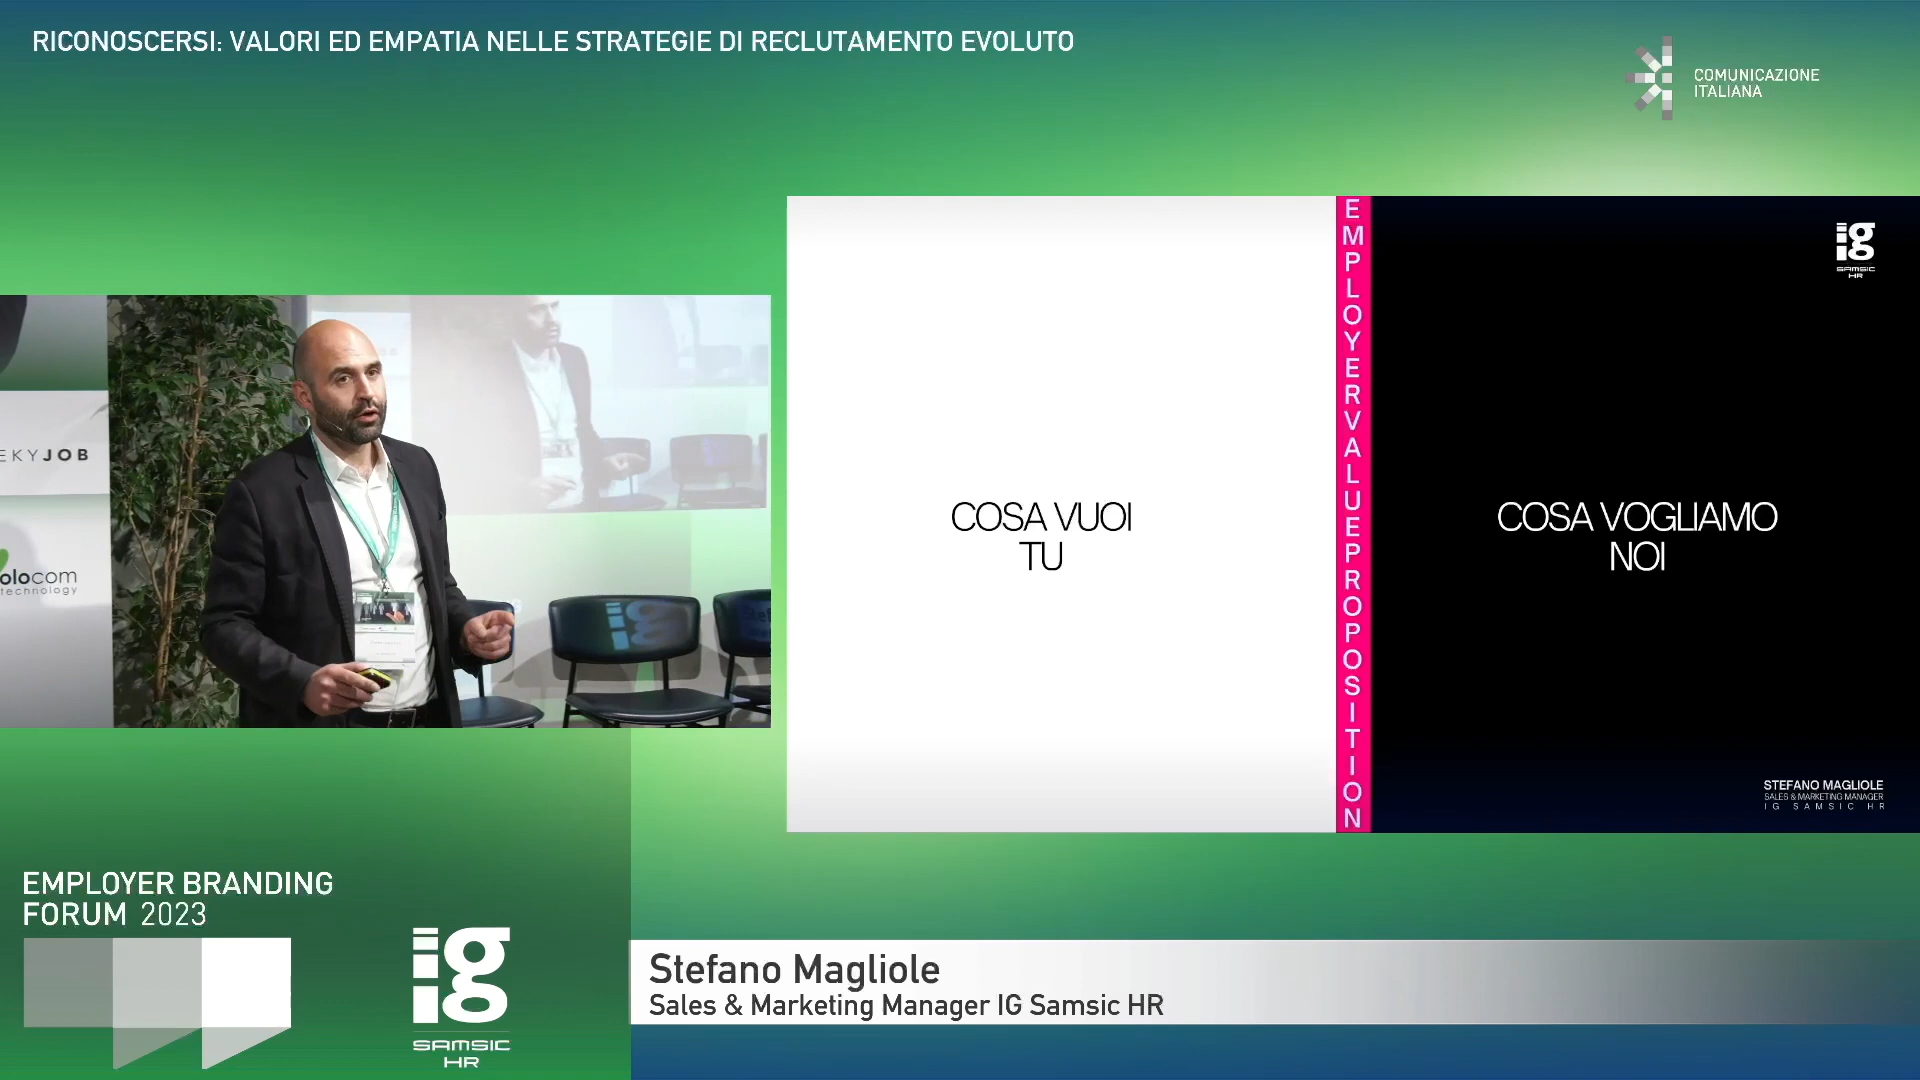 RICONOSCERSI: VALORI ED EMPATIA NELLE STRATEGIE DI RECLUTAMENTO EVOLUTO
COMUNICAZIONE
ITALIANA
EKYJOB
olocom
technology
ig
COSA VUOI
TU
EMPLOYERVALUEPROPOSITION
ig
SAMSIC
HR
COSA VOGLIAMO
NOI
STEFANO MAGLIOLE
SALES & MARKETING MANAGER
IG SAMSIC HR
EMPLOYER BRANDING
FORUM 2023
ig
SAMSIC
HR
Stefano Magliole
Sales & Marketing Manager IG Samsic HR